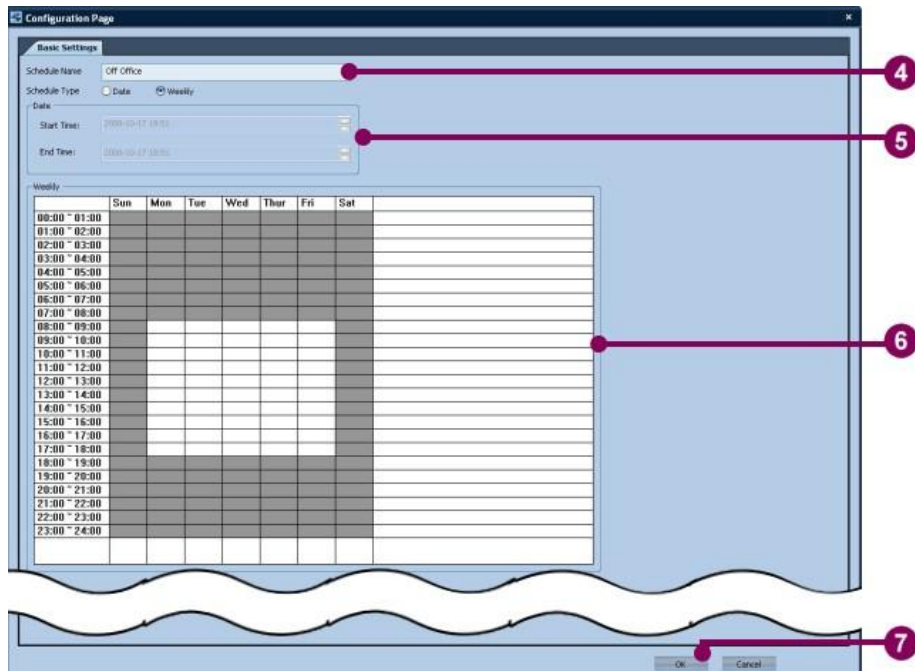 Configuration Page
Basic Settings
Schedule Name Off Office
4
Schedule Type Date Weekly
Date
Start Time:
5
End Time:
Weekly
Sun Mon Tue Wed Thur Fri Sat
00:00 ~ 01:00
01:00 ~ 02:00
02:00 ~ 03:00
03:00 ~ 04:00
04:00 ~ 05:00
05:00 ~ 06:00
06:00 ~ 07:00
07:00 ~ 08:00
08:00 ~ 09:00
09:00 ~ 10:00
6
10:00 ~ 11:00
11:00 ~ 12:00
12:00 ~ 13:00
13:00 ~ 14:00
14:00 ~ 15:00
15:00 ~ 16:00
16:00 ~ 17:00
17:00 ~ 18:00
18:00 ~ 19:00
19:00 ~ 20:00
20:00 ~ 21:00
21:00 ~ 22:00
22:00 ~ 23:00
23:00 ~ 24:00
7
OK Cancel